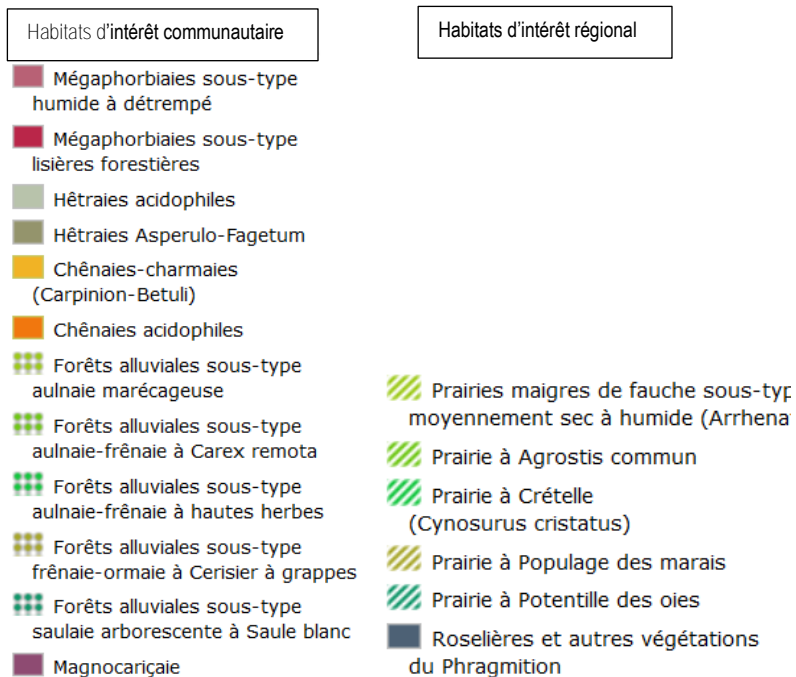 Habitats d'intérêt communautaire
Mégaphorbiaies sous-type
humide à détrempé
Mégaphorbiaies sous-type
lisières forestières
Hêtraies acidophiles
Hêtraies Asperulo-Fagetum
Chênaies-charmaies
(Carpinion-Betuli)
Chênaies acidophiles
Forêts alluviales sous-type
aulnaie marécageuse
Forêts alluviales sous-type
aulnaie-frênaie à Carex remota
Forêts alluviales sous-type
aulnaie-frênaie à hautes herbes
Forêts alluviales sous-type
frênaie-ormaie à Cerisier à grappes
Forêts alluviales sous-type
saulaie arborescente à Saule blanc
Magnocariçaie
Habitats d'intérêt régional
Prairies maigres de fauche sous-typ
moyennement sec à humide (Arrhenat
Prairie à Agrostis commun
Prairie à Crételle
(Cynosurus cristatus)
Prairie à Populage des marais
Prairie à Potentille des oies
Roselières et autres végétations
du Phragmition